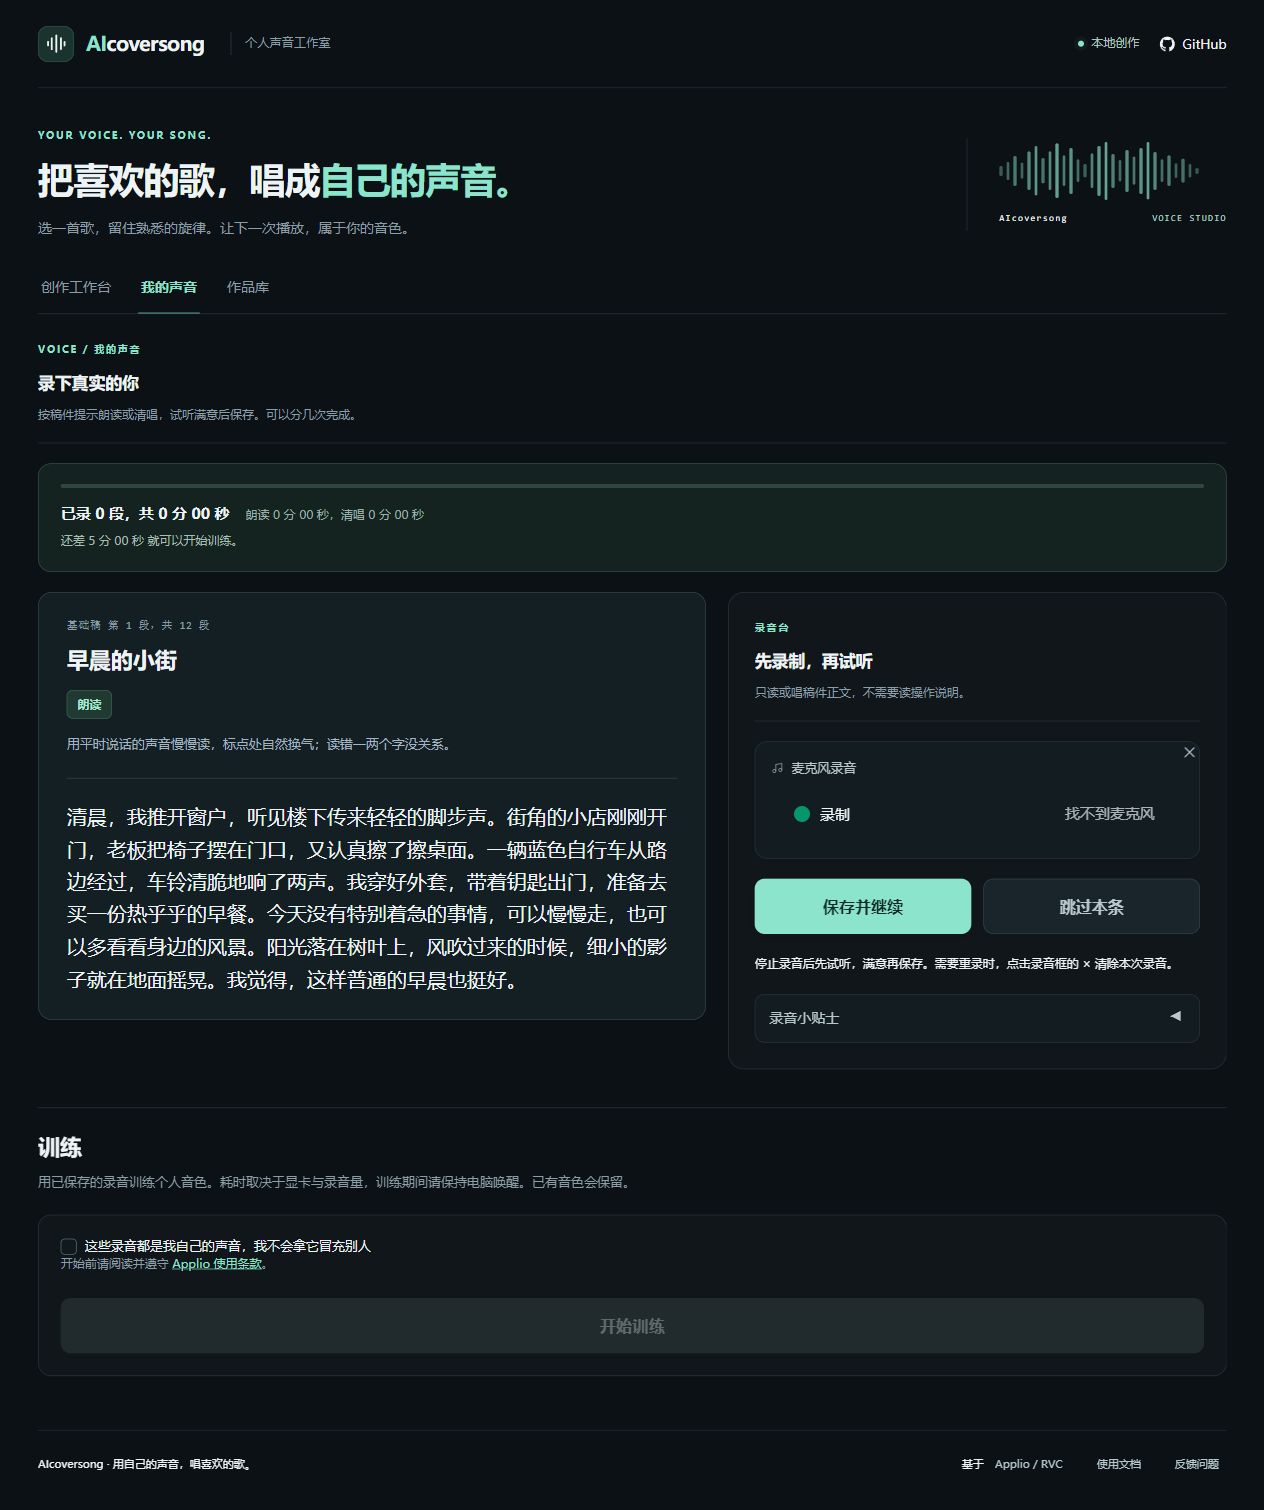 AIcoversong
个人声音工作室
本地创作
GitHub
YOUR VOICE. YOUR SONG.
把喜欢的歌，唱成自己的声音。
选一首歌，留住熟悉的旋律。让下一次播放，属于你的音色。
AIcoversong
VOICE STUDIO
创作工作台
我的声音
作品库
VOICE / 我的声音
录下真实的你
按稿件提示朗读或清唱，试听满意后保存。可以分几次完成。
已录 0 段，共 0 分 00 秒
朗读 0 分 00 秒，清唱 0 分 00 秒
还差 5 分 00 秒 就可以开始训练。
基础稿 第 1 段，共 12 段
早晨的小街
朗读
用平时说话的声音慢慢读，标点处自然换气；读错一两个字没关系。
清晨，我推开窗户，听见楼下传来轻轻的脚步声。街角的小店刚刚开
门，老板把椅子摆在门口，又认真擦了擦桌面。一辆蓝色自行车从路
边经过，车铃清脆地响了两声。我穿好外套，带着钥匙出门，准备去
买一份热乎乎的早餐。今天没有特别着急的事情，可以慢慢走，也可
以多看看身边的风景。阳光落在树叶上，风吹过来的时候，细小的影
子就在地面摇晃。我觉得，这样普通的早晨也挺好。
录音台
先录制，再试听
只读或唱稿件正文，不需要读操作说明。
麦克风录音
录制
找不到麦克风
保存并继续
跳过本条
停止录音后先试听，满意再保存。需要重录时，点击录音框的 × 清除本次录音。
录音小贴士
训练
用已保存的录音训练个人音色。耗时取决于显卡与录音量，训练期间请保持电脑唤醒。已有音色会保留。
这些录音都是我自己的声音，我不会拿它冒充别人
开始前请阅读并遵守 Applio 使用条款。
开始训练
AIcoversong · 用自己的声音，唱喜欢的歌。
基于 Applio / RVC
使用文档
反馈问题